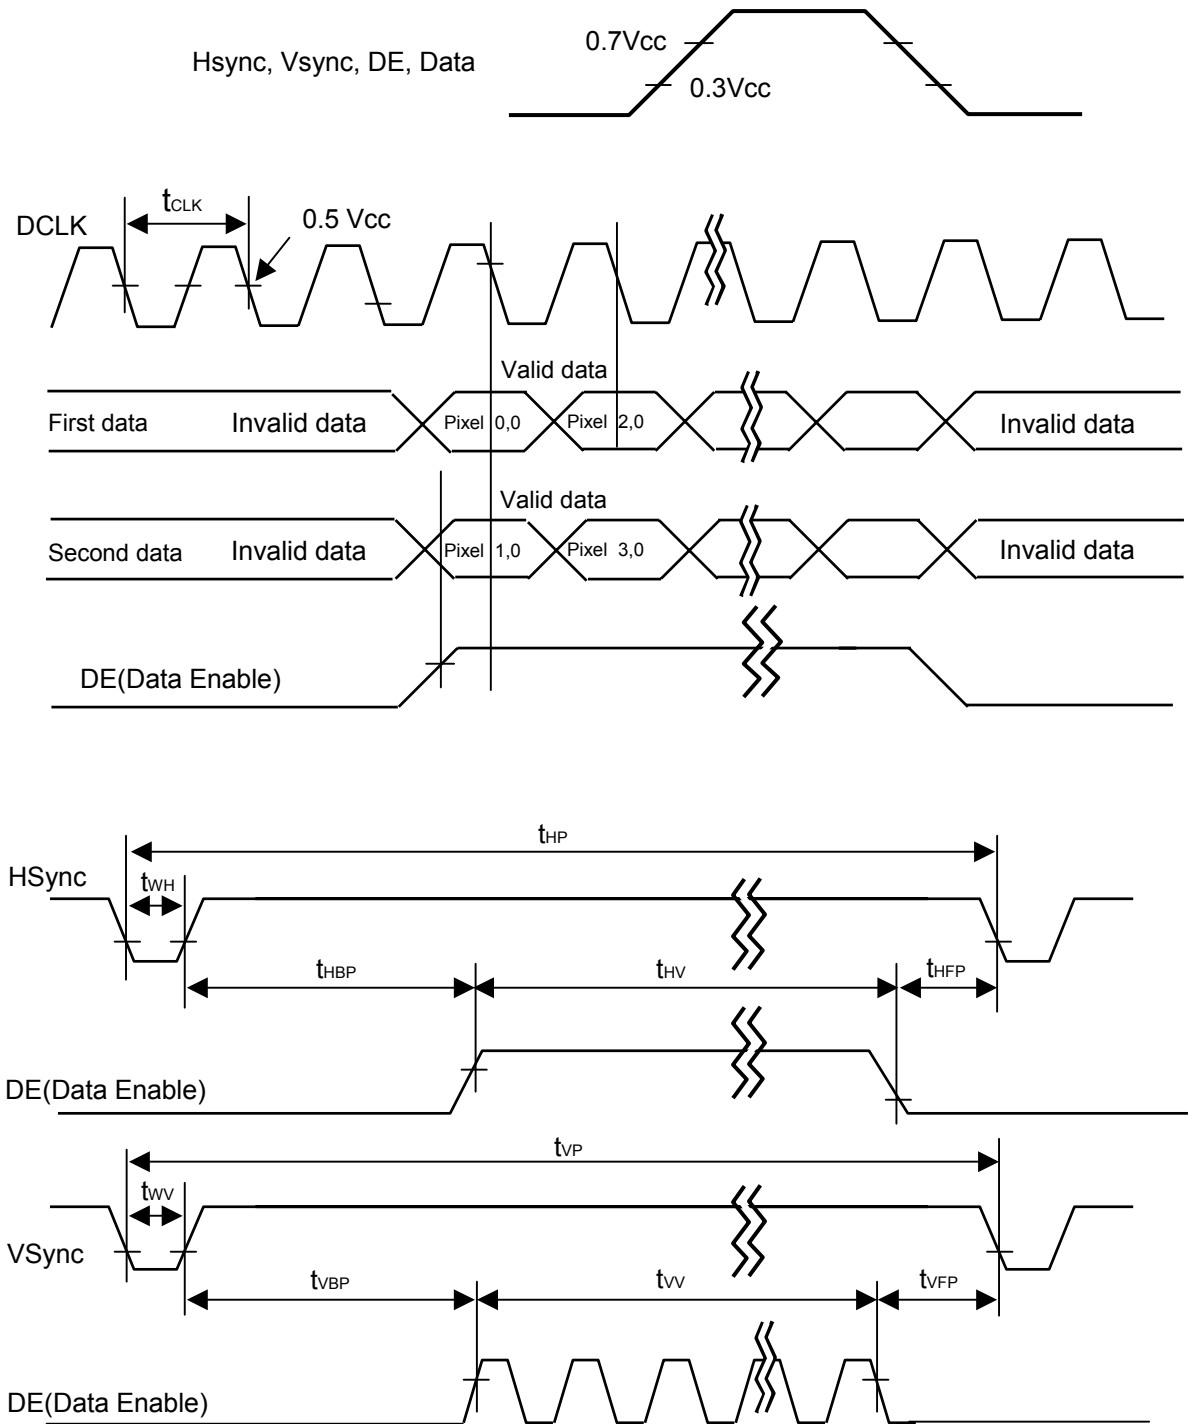 0.7Vcc
Hsync, Vsync, DE, Data
0.3Vcc
tCLK
DCLK
0.5 Vcc
Valid data
First data Invalid data Pixel 0,0 Pixel 2,0 Invalid data
Valid data
Second data Invalid data Pixel 1,0 Pixel 3,0 Invalid data
DE(Data Enable)
tHP
HSync
tWH
tHBP tHV tHFP
DE(Data Enable)
tVP
tWV
VSync
tVBP tVV tVFP
DE(Data Enable)